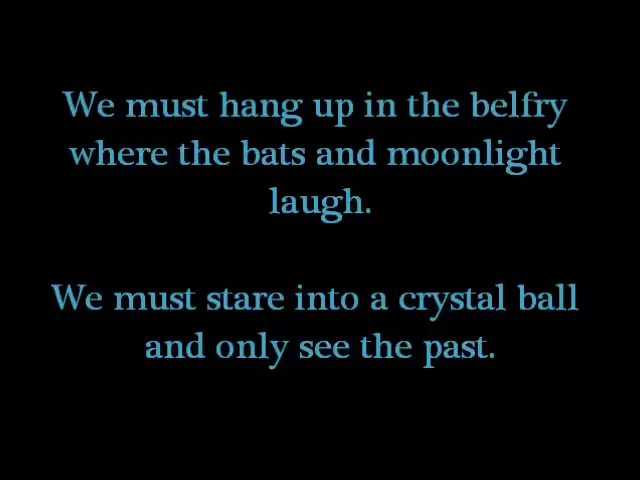 We must hang up in the belfry
where the bats and moonlight
laugh.
We must stare into a crystal ball
and only see the past.